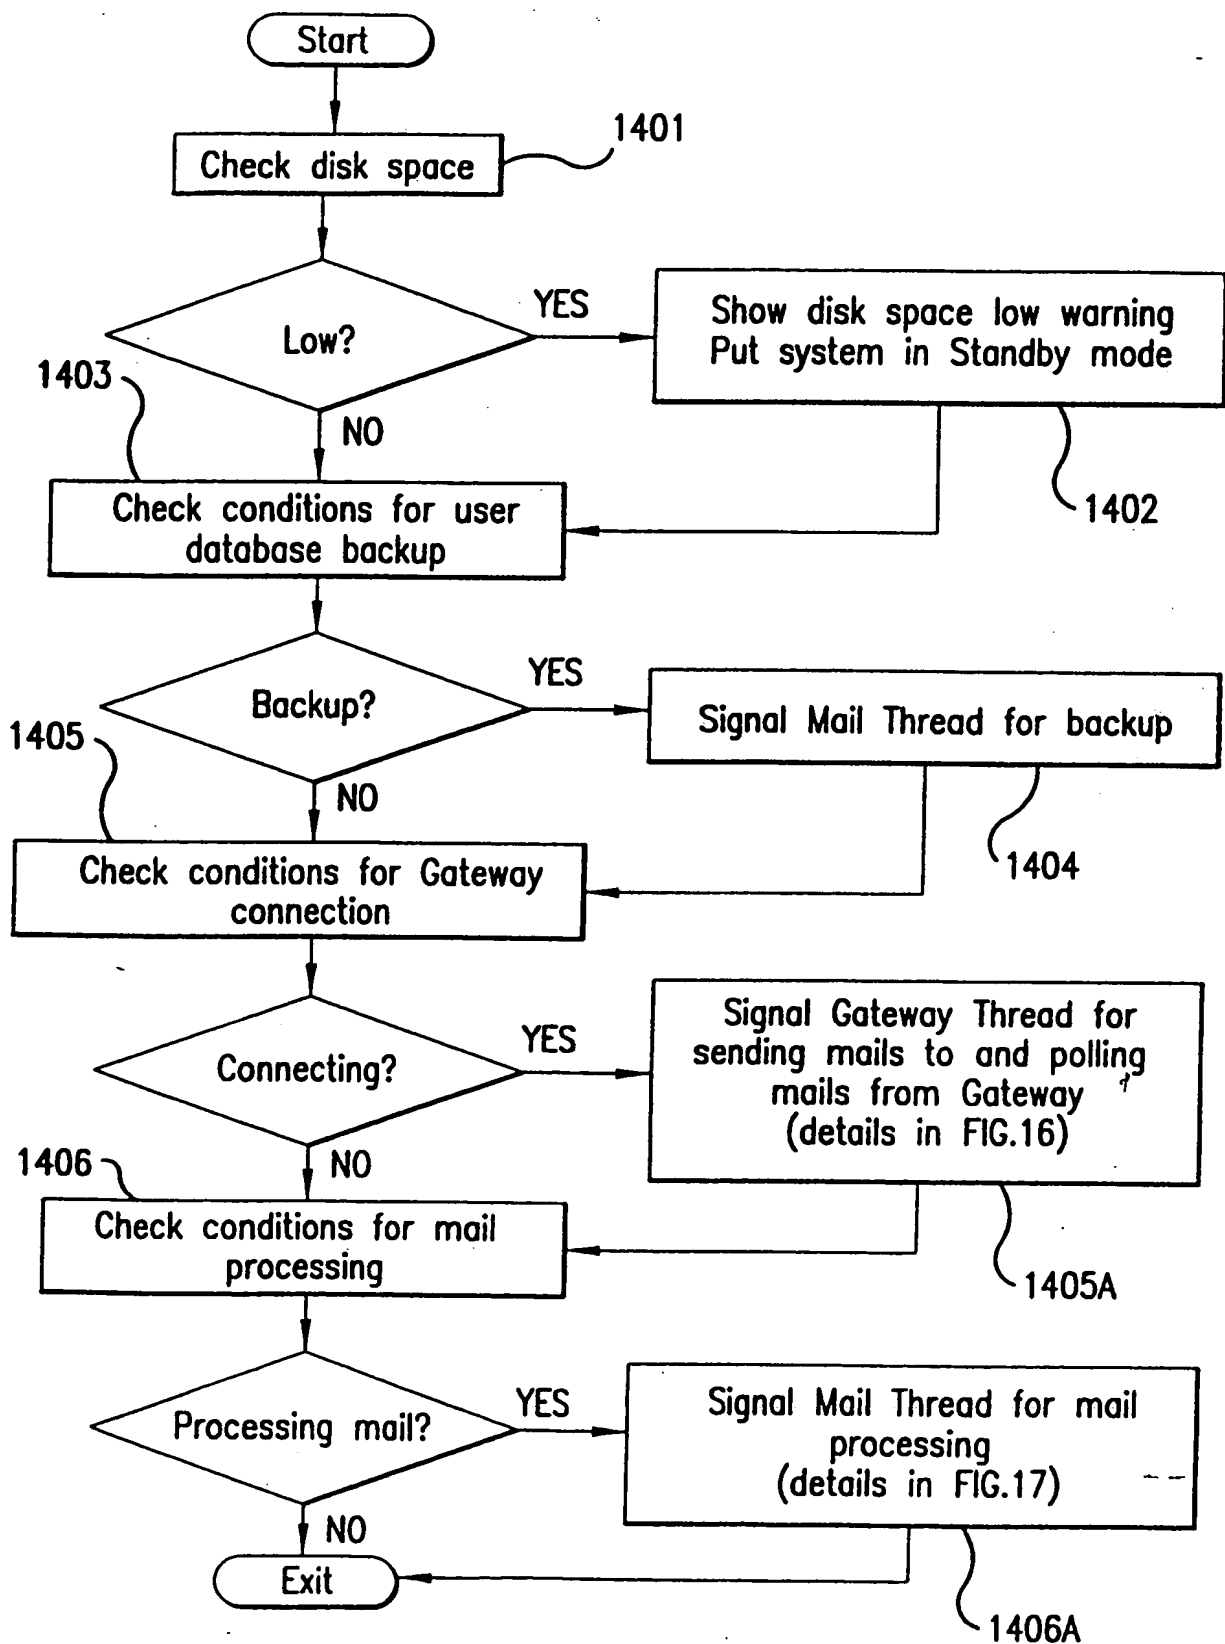 Start
1401
Check disk space
YES
Show disk space low warning
Put system in Standby mode
Low?
1403
NO
1402
Check conditions for user
database backup
YES
Backup?
Signal Mail Thread for backup
1405
NO
1404
Check conditions for Gateway
connection
YES
Connecting?
Signal Gateway Thread for
sending mails to and polling
mails from Gateway
(details in FIG.16)
1406
NO
Check conditions for mail
processing
1405A
YES
Processing mail?
Signal Mail Thread for mail
processing
(details in FIG.17)
NO
Exit
1406A